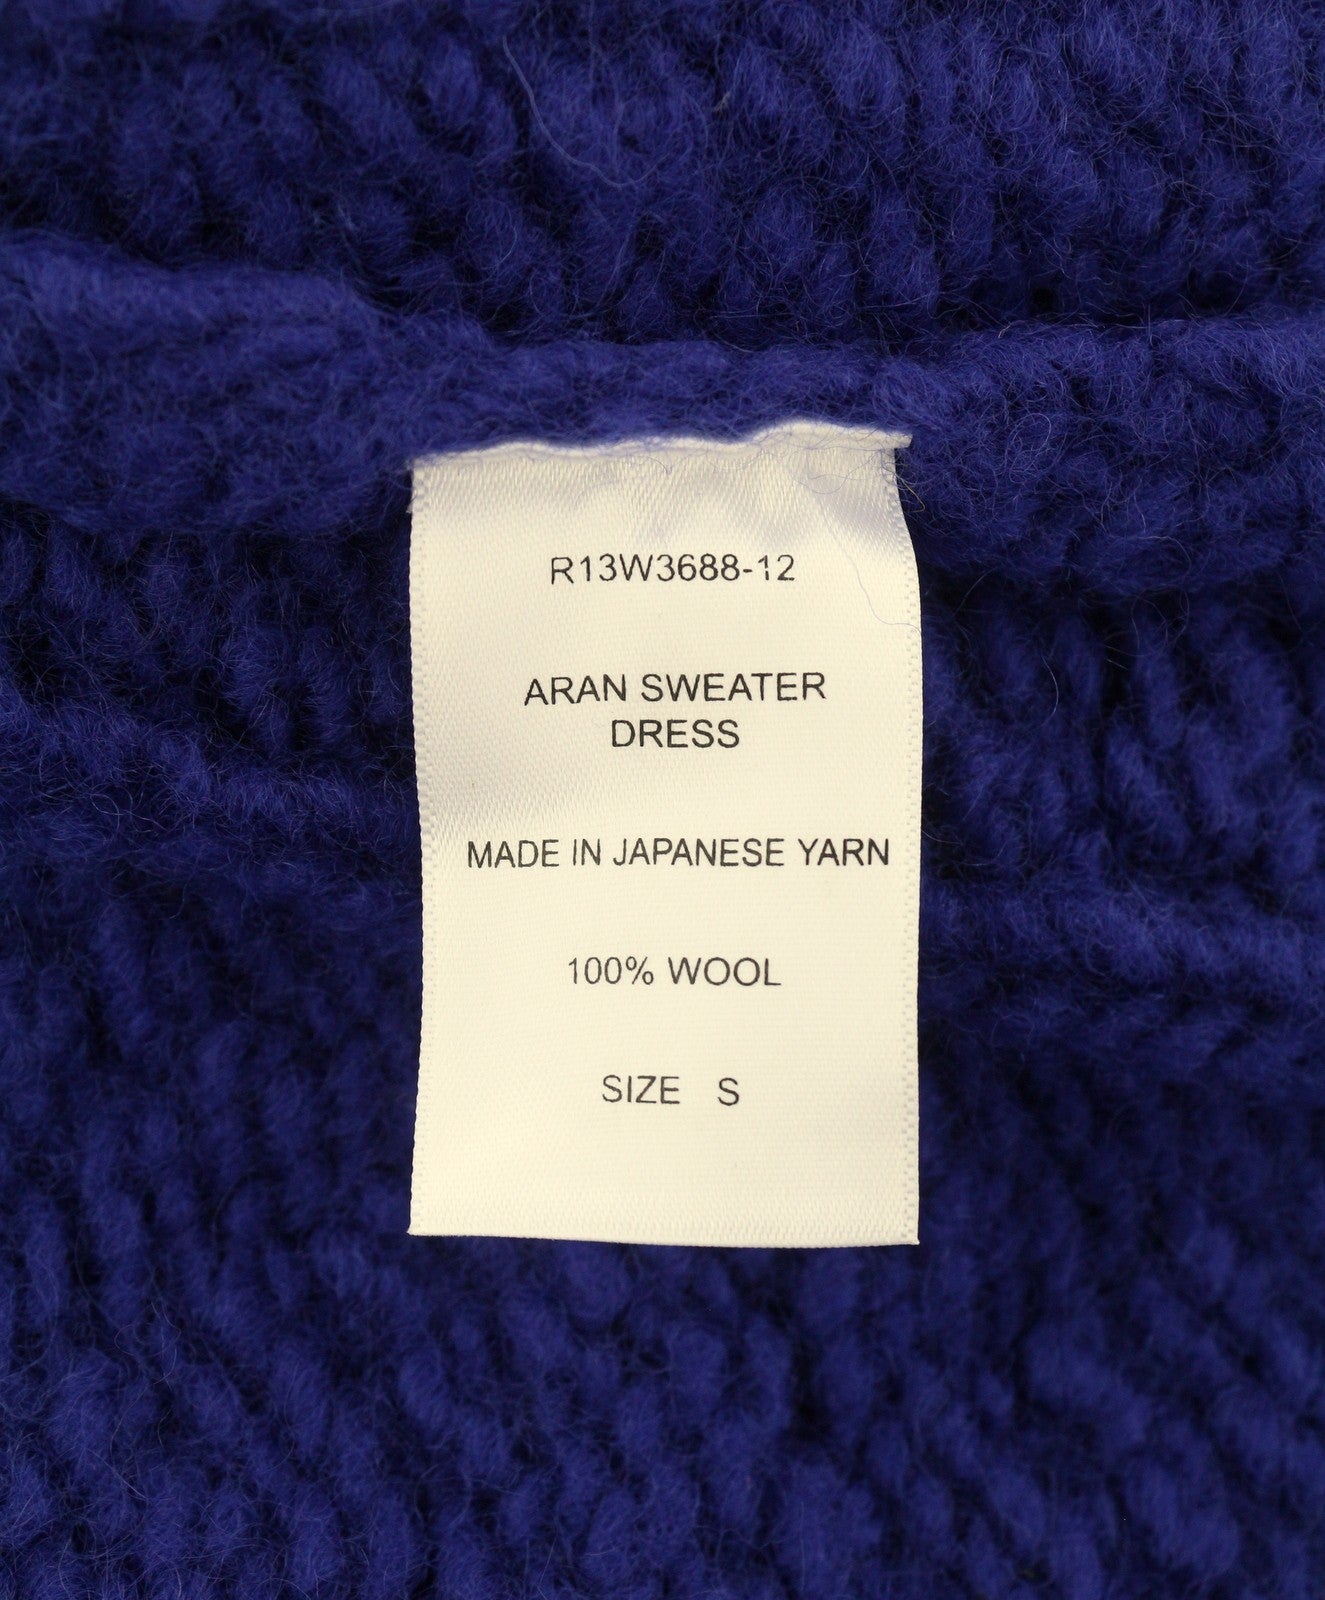 R13W3688-12
ARAN SWEATER
DRESS
MADE IN JAPANESE YARN
100% WOOL
SIZE S